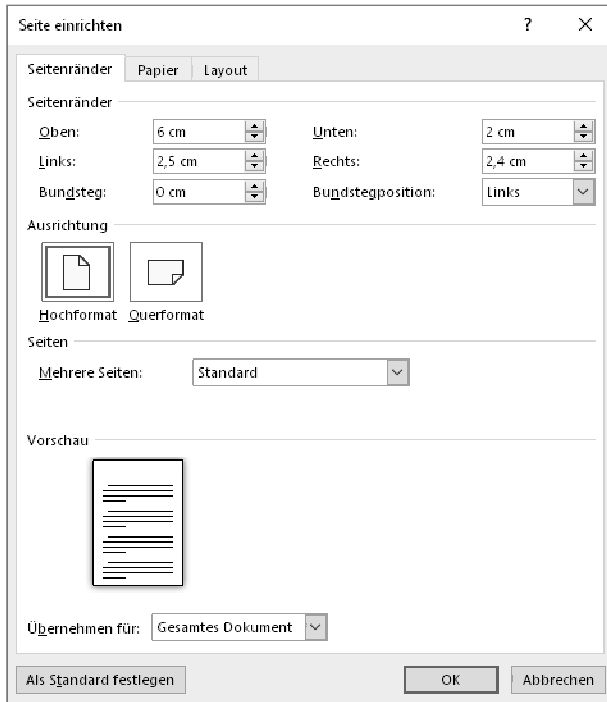 Seite einrichten ? ×
Seitenränder Papier Layout
Seitenränder
Oben: 6 cm Unten: 2 cm
Links: 2,5 cm Rechts: 2,4 cm
Bundsteg: 0 cm Bundstegposition: Links
Ausrichtung
Hochformat Querformat
Seiten
Mehrere Seiten: Standard
Vorschau
Übernehmen für: Gesamtes Dokument
Als Standard festlegen OK Abbrechen